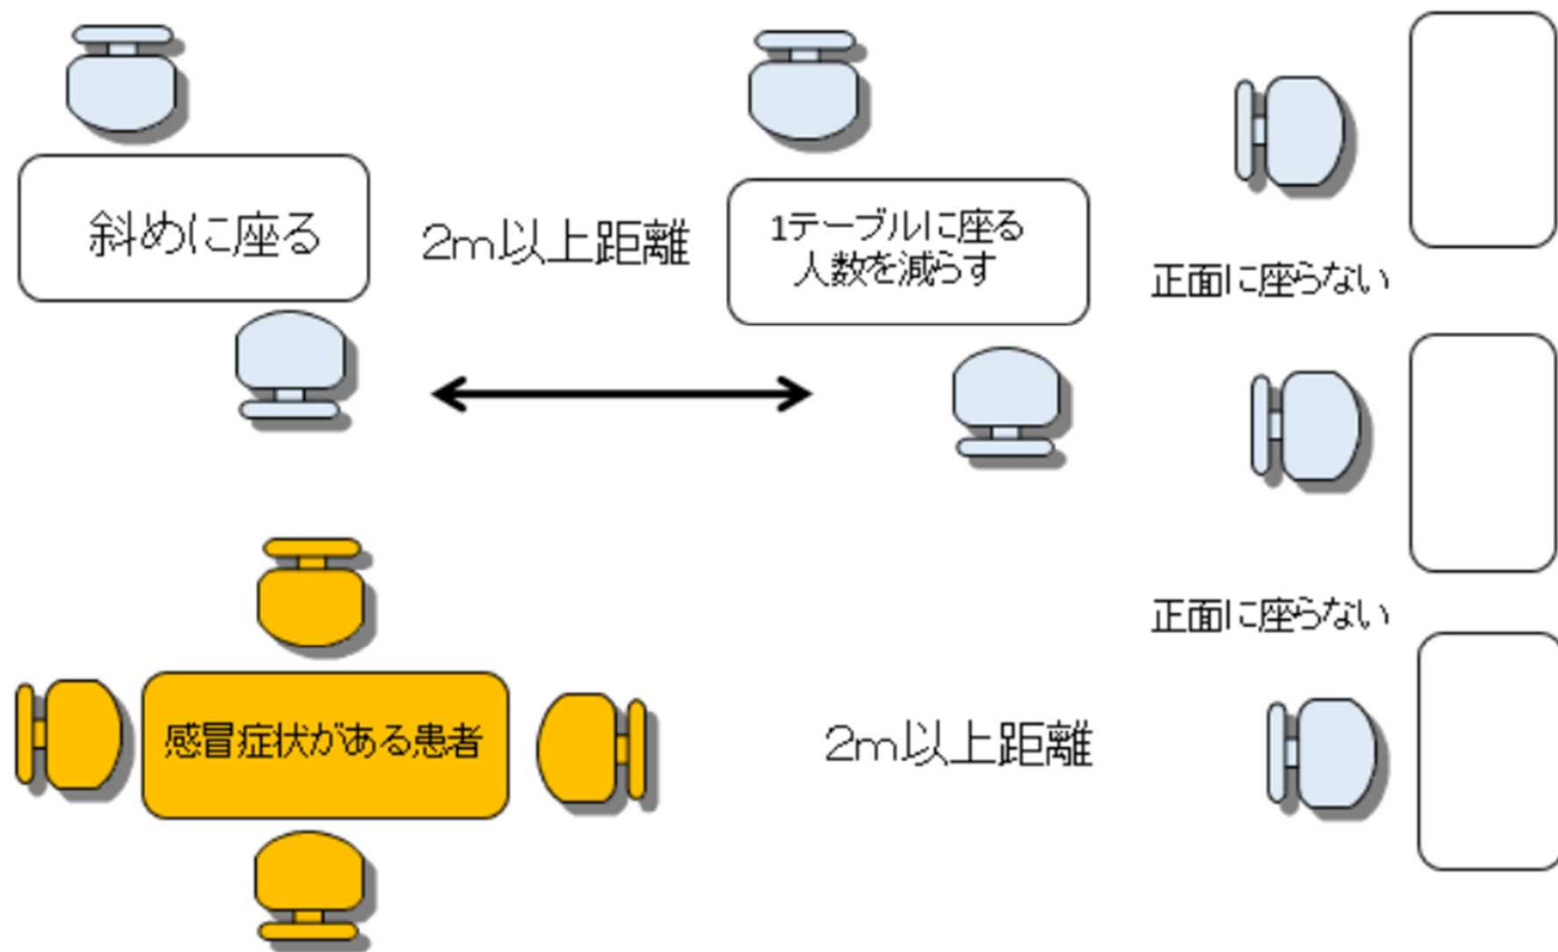 斜めに座る
2m以上距離
1テーブルに座る
人数を減らす
正面に座らない
正面に座らない
感冒症状がある患者
2m以上距離